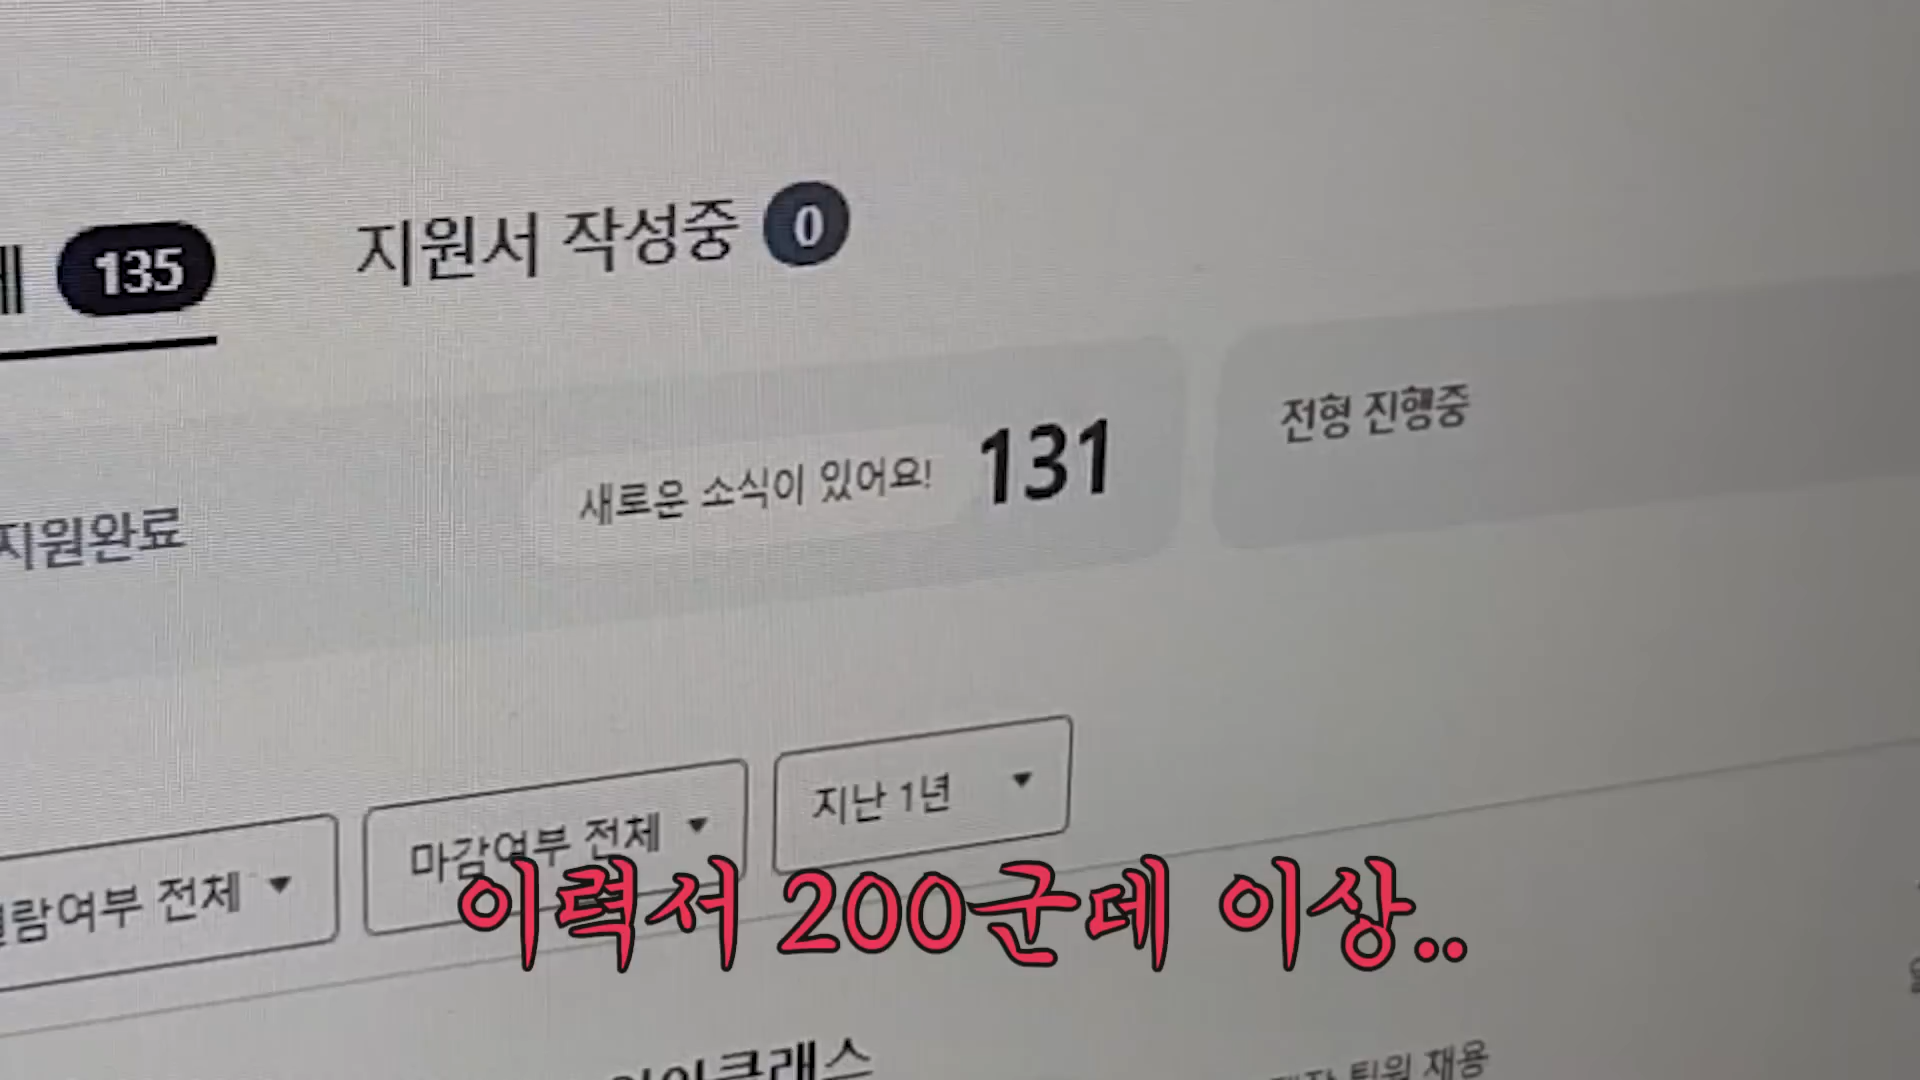 135 지원서 작성중 0
지원완료 새로운 소식이 있어요! 131 전형 진행중
여부 전체 마감여부 전체 지난 1년
이력서 200군데 이상..
채용